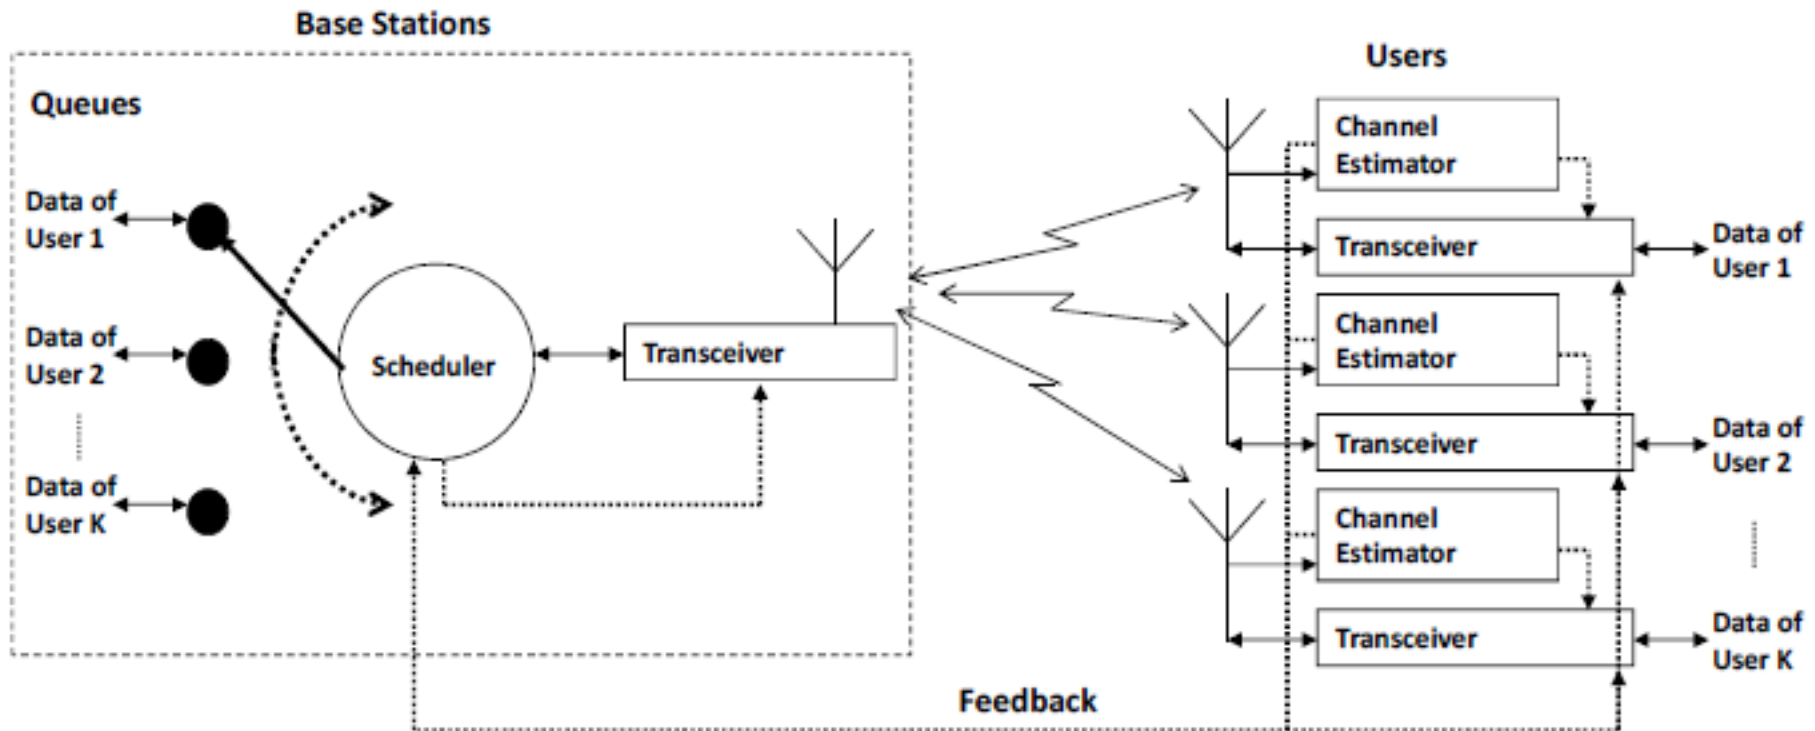 Base Stations
Queues
Data of
User 1
Data of
User 2
Data of
User K
Scheduler
Transceiver
Users
Channel
Estimator
Transceiver
Data of
User 1
Channel
Estimator
Transceiver
Data of
User 2
Channel
Estimator
Transceiver
Data of
User K
Feedback